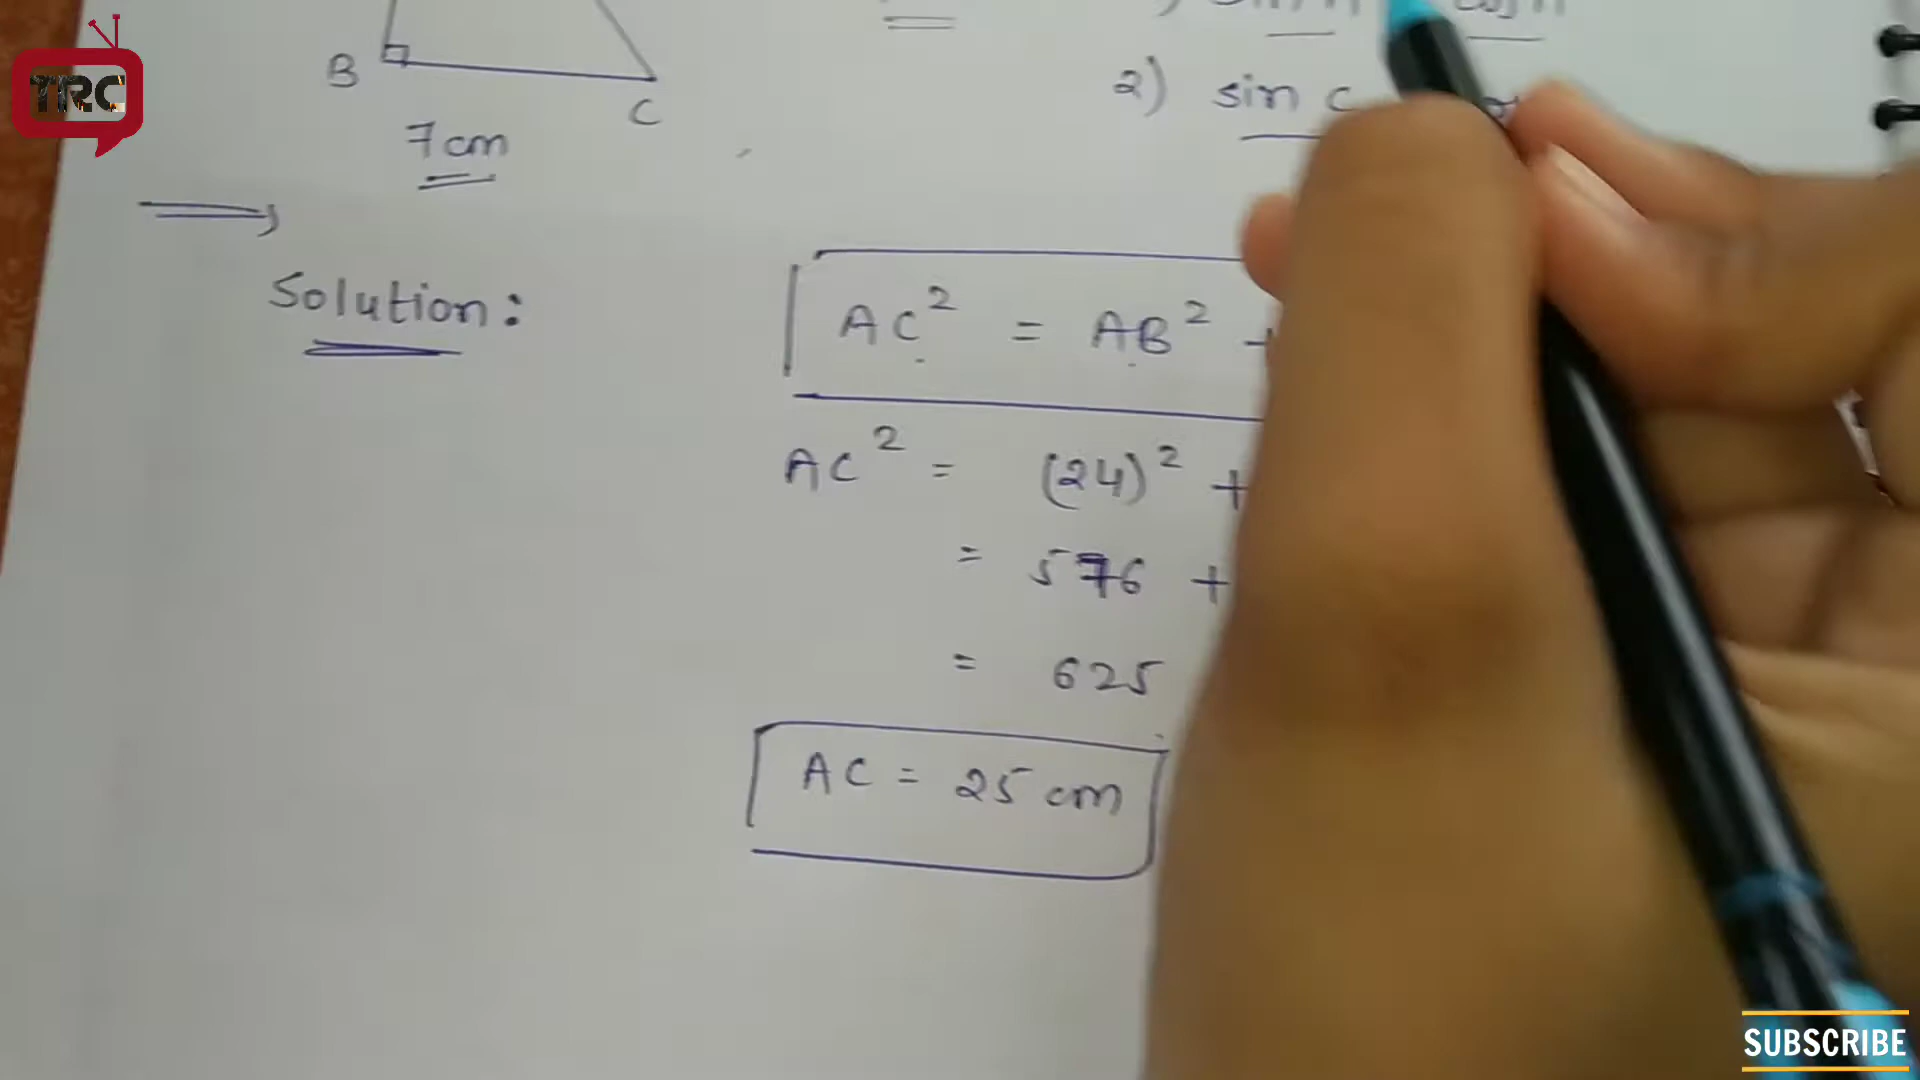 B
C
TRC
7cm
2) sin C
Solution:
AC² = AB² +
AC² = (24)² +
= 576 +
= 625
AC = 25 cm
SUBSCRIBE